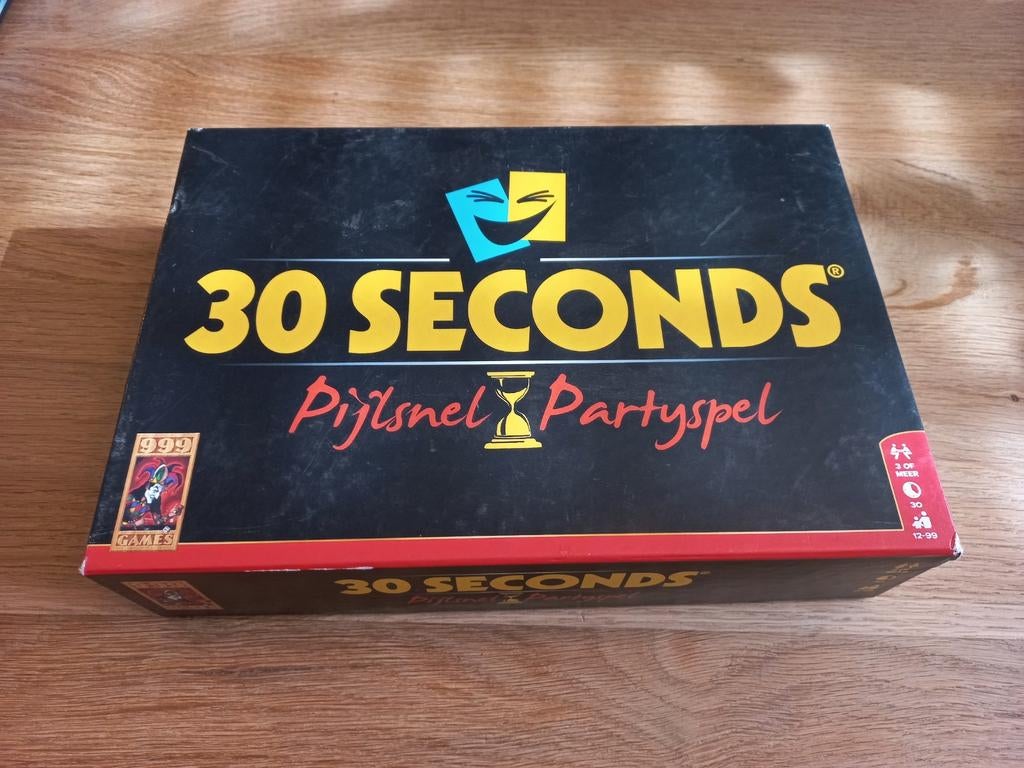 30 SECONDS®
Pijlsnel Partyspel
999
GAMES
3 OF
MEER
30
12-99
30 SECONDS®
Pijlsnel Partyspel